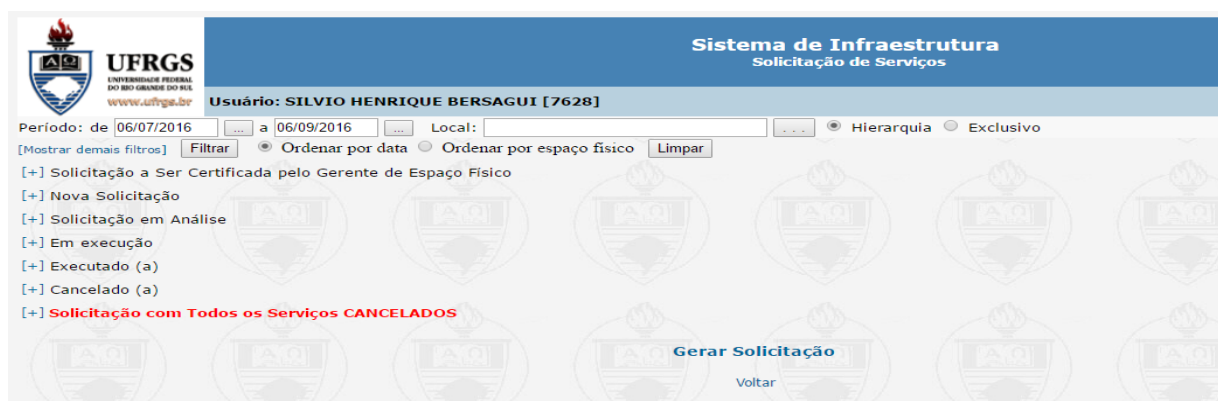 Sistema de Infraestrutura
Solicitação de Serviços
UFRGS
UNIVERSIDADE FEDERAL
DO RIO GRANDE DO SUL
www.ufrgs.br
Usuário: SILVIO HENRIQUE BERSAGUI [7628]
Período: de 06/07/2016 ... a 06/09/2016 ... Local: ... Hierarquia Exclusivo
[Mostrar demais filtros] Filtrar Ordenar por data Ordenar por espaço físico Limpar
[+] Solicitação a Ser Certificada pelo Gerente de Espaço Físico
[+] Nova Solicitação
[+] Solicitação em Análise
[+] Em execução
[+] Executado (a)
[+] Cancelado (a)
[+] Solicitação com Todos os Serviços CANCELADOS
Gerar Solicitação
Voltar